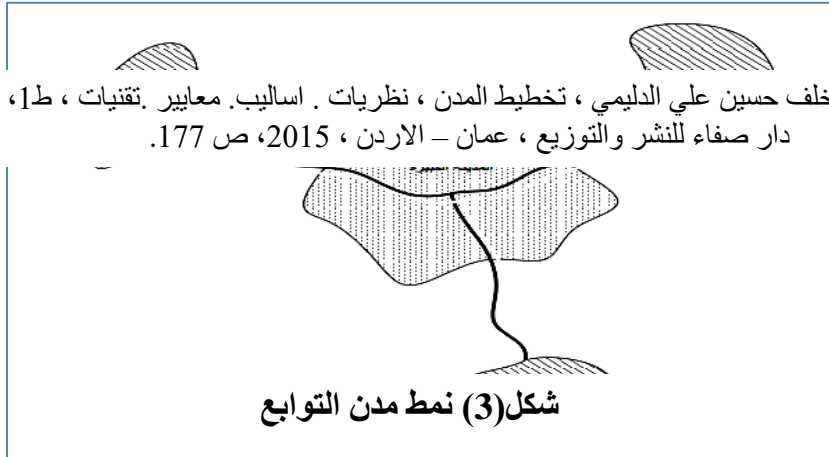 خلف حسين علي الدليمي ، تخطيط المدن ، نظريات . اساليب. معايير .تقنيات ، ط1،
دار صفاء للنشر والتوزيع ، عمان – الاردن ، 2015، ص 177.
شكل(3) نمط مدن التوابع